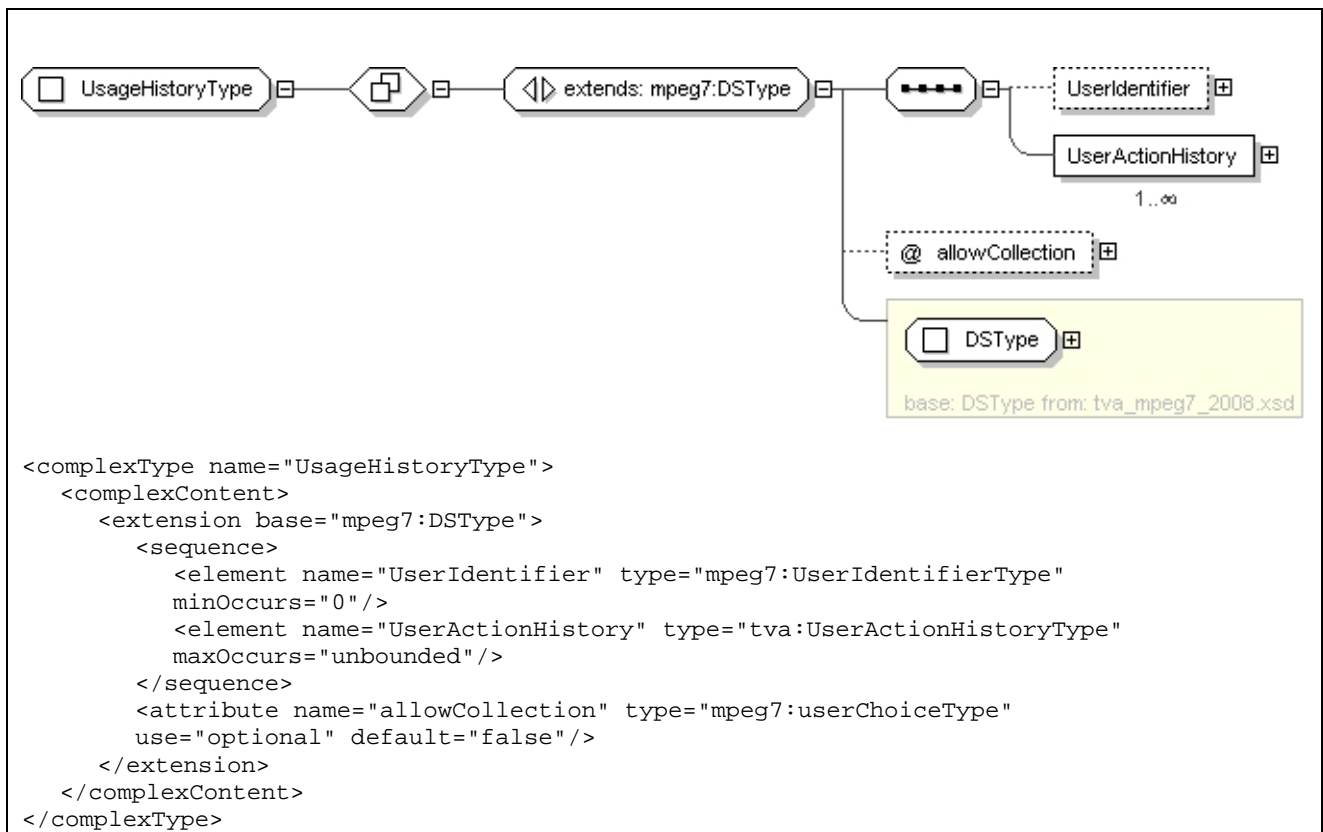 UsageHistoryType
extends: mpeg7:DSType
UserIdentifier
UserActionHistory
1..∞
@ allowCollection
DSType
base: DSType from: tva_mpeg7_2008.xsd
<complexType name="UsageHistoryType">
<complexContent>
<extension base="mpeg7:DSType">
<sequence>
<element name="UserIdentifier" type="mpeg7:UserIdentifierType"
minOccurs="0"/>
<element name="UserActionHistory" type="tva:UserActionHistoryType"
maxOccurs="unbounded"/>
</sequence>
<attribute name="allowCollection" type="mpeg7:userChoiceType"
use="optional" default="false"/>
</extension>
</complexContent>
</complexType>